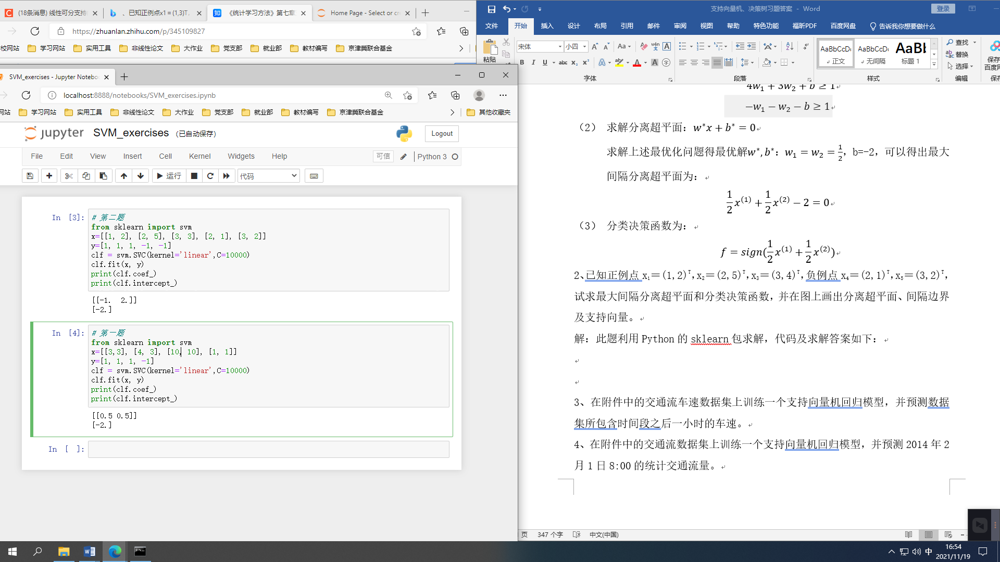 (18条消息) 线性可分支持
、已知正例点x1 = (1,3)T,
《统计学习方法》第七章
Home Page - Select or cr
https://zhuanlan.zhihu.com/p/345109827
校网站 学习网站 实用工具 非线性论文 大作业 党支部 就业部 教材编写 京津冀联合基金
SVM_exercises - Jupyter Notebo
localhost:8888/notebooks/SVM_exercises.ipynb
网站 学习网站 实用工具 非线性论文 大作业 党支部 就业部 教材编写 京津冀联合基金 其他收藏夹
jupyter SVM_exercises (已自动保存) Logout
File Edit View Insert Cell Kernel Widgets Help 可信 Python 3
运行 代码
In [3]:
# 第二题
from sklearn import svm
x=[[1, 2], [2, 5], [3, 3], [2, 1], [3, 2]]
y=[1, 1, 1, -1, -1]
clf = svm.SVC(kernel='linear',C=10000)
clf.fit(x, y)
print(clf.coef_)
print(clf.intercept_)
[[-1.  2.]]
[-2.]
In [4]:
# 第一题
from sklearn import svm
x=[[3,3], [4, 3], [10, 10], [1, 1]]
y=[1, 1, 1, -1]
clf = svm.SVC(kernel='linear',C=10000)
clf.fit(x, y)
print(clf.coef_)
print(clf.intercept_)
[[0.5 0.5]]
[-2.]
In [ ]:
支持向量机、决策树习题答案 - Word 登录
文件 开始 插入 设计 布局 引用 邮件 审阅 视图 帮助 特色功能 福昕PDF 百度网盘 告诉我你想要做什么
粘贴 宋体 小四 Aa wén A
B I U abc x₂ x² A A A 字
字体 段落 样式 编辑
AaBbCcDd AaBbCcDd AaBb
正文 无间隔 标题 1
查找
替换
选择
保存
百度网
保存
4w₁ + 3w₂ + b ≥ 1
−w₁ − w₂ − b ≥ 1
（2） 求解分离超平面：w*x + b* = 0
求解上述最优化问题得最优解w*, b*：w₁ = w₂ = 1/2，b=-2，可以得出最大
间隔分离超平面为：
1/2 x⁽¹⁾ + 1/2 x⁽²⁾ − 2 = 0
（3） 分类决策函数为：
f = sign(1/2 x⁽¹⁾ + 1/2 x⁽²⁾)
2、已知正例点 x₁＝(1,2)ᵀ,x₂＝(2,5)ᵀ,x₃＝(3,4)ᵀ,负例点 x₄＝(2,1)ᵀ,x₅＝(3,2)ᵀ,
试求最大间隔分离超平面和分类决策函数,并在图上画出分离超平面、间隔边界
及支持向量。
解：此题利用 Python 的 sklearn 包求解，代码及求解答案如下：
3、在附件中的交通流车速数据集上训练一个支持向量机回归模型，并预测数据
集所包含时间段之后一小时的车速。
4、在附件中的交通流数据集上训练一个支持向量机回归模型，并预测 2014 年 2
月 1 日 8:00 的统计交通流量。
页 347 个字 中文(中国)
中 16:54
2021/11/19